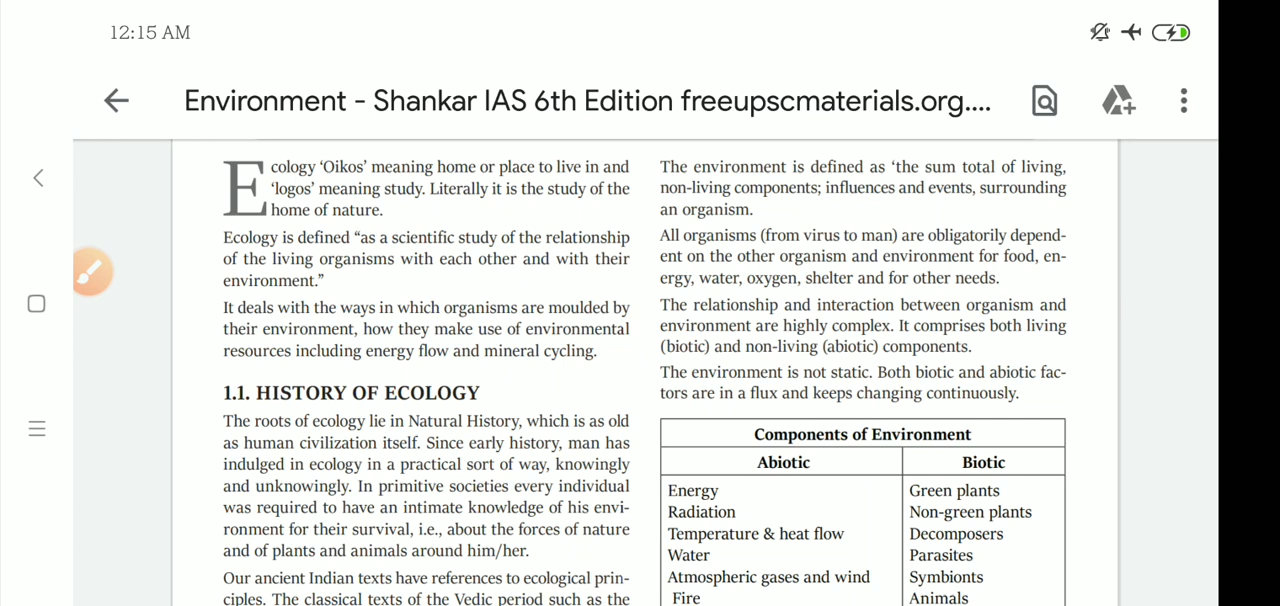 12:15 AM
Environment - Shankar IAS 6th Edition freeupscmaterials.org....
Ecology ‘Oikos’ meaning home or place to live in and
‘logos’ meaning study. Literally it is the study of the
home of nature.
Ecology is defined “as a scientific study of the relationship
of the living organisms with each other and with their
environment.”
It deals with the ways in which organisms are moulded by
their environment, how they make use of environmental
resources including energy flow and mineral cycling.
1.1. HISTORY OF ECOLOGY
The roots of ecology lie in Natural History, which is as old
as human civilization itself. Since early history, man has
indulged in ecology in a practical sort of way, knowingly
and unknowingly. In primitive societies every individual
was required to have an intimate knowledge of his envi-
ronment for their survival, i.e., about the forces of nature
and of plants and animals around him/her.
Our ancient Indian texts have references to ecological prin-
ciples. The classical texts of the Vedic period such as the
The environment is defined as ‘the sum total of living,
non-living components; influences and events, surrounding
an organism.
All organisms (from virus to man) are obligatorily depend-
ent on the other organism and environment for food, en-
ergy, water, oxygen, shelter and for other needs.
The relationship and interaction between organism and
environment are highly complex. It comprises both living
(biotic) and non-living (abiotic) components.
The environment is not static. Both biotic and abiotic fac-
tors are in a flux and keeps changing continuously.
Components of Environment
Abiotic Biotic
Energy Green plants
Radiation Non-green plants
Temperature & heat flow Decomposers
Water Parasites
Atmospheric gases and wind Symbionts
Fire Animals